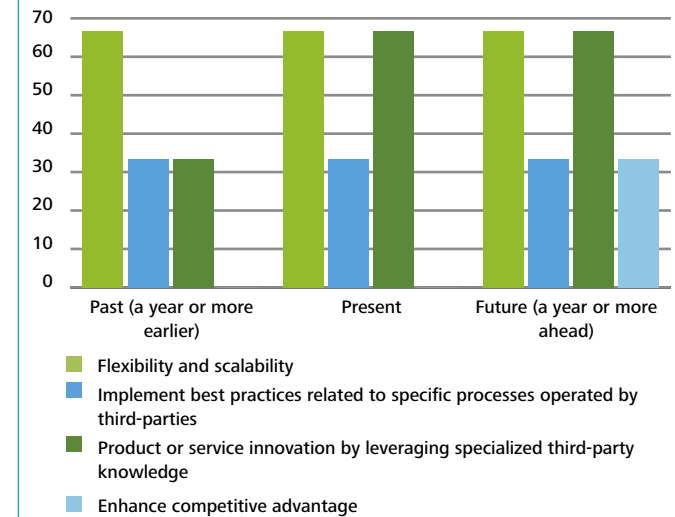 70
60
50
40
30
20
10
0
Past (a year or more
earlier)
Present
Future (a year or more
ahead)
Flexibility and scalability
Implement best practices related to specific processes operated by
third-parties
Product or service innovation by leveraging specialized third-party
knowledge
Enhance competitive advantage